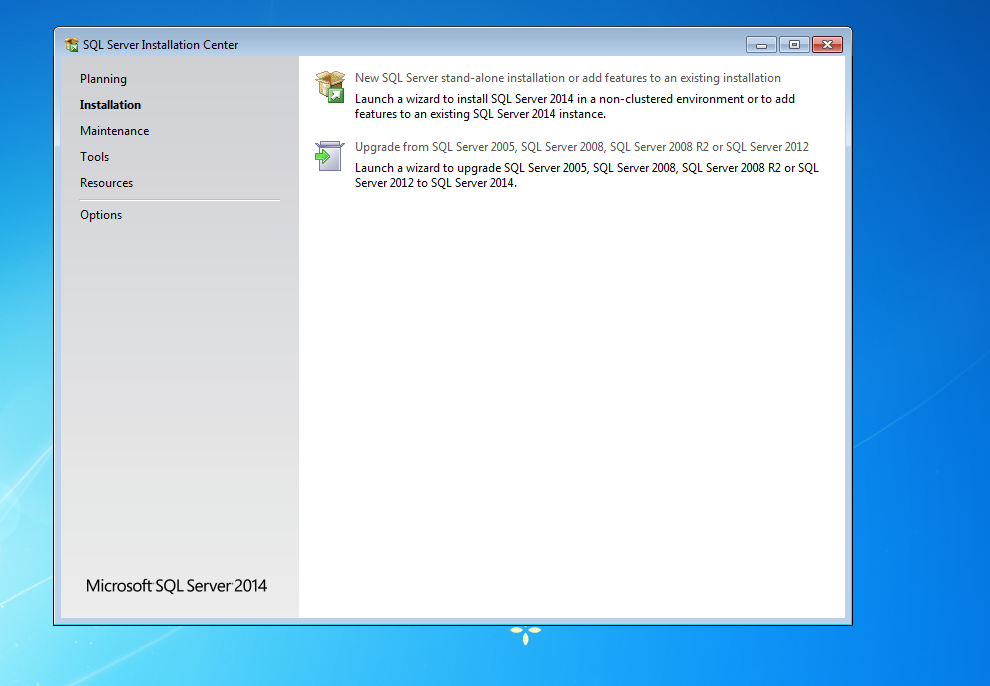 SQL Server Installation Center
Planning
Installation
Maintenance
Tools
Resources
Options
New SQL Server stand-alone installation or add features to an existing installation
Launch a wizard to install SQL Server 2014 in a non-clustered environment or to add
features to an existing SQL Server 2014 instance.
Upgrade from SQL Server 2005, SQL Server 2008, SQL Server 2008 R2 or SQL Server 2012
Launch a wizard to upgrade SQL Server 2005, SQL Server 2008, SQL Server 2008 R2 or SQL
Server 2012 to SQL Server 2014.
Microsoft SQL Server 2014